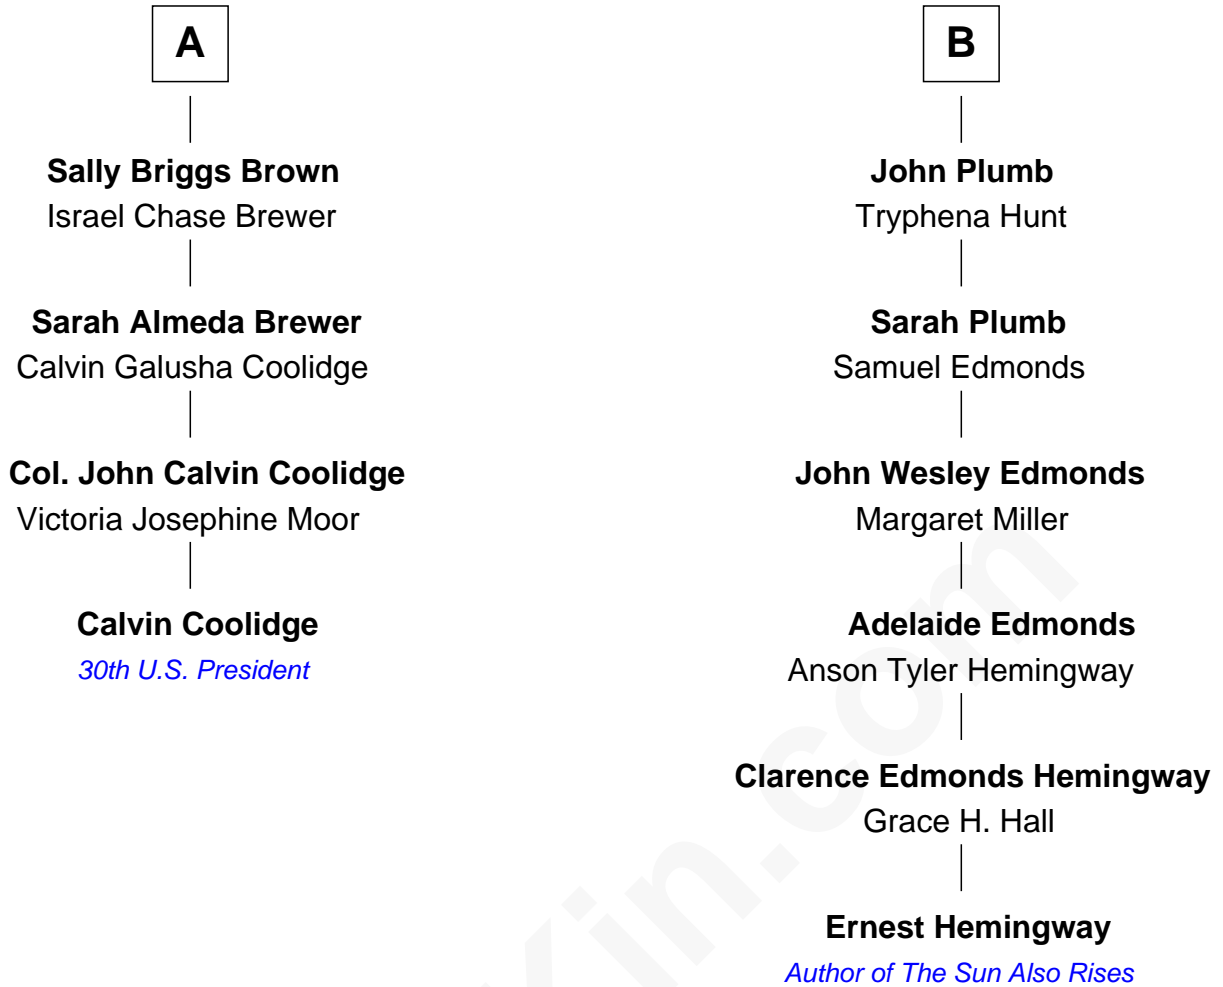 A
Sally Briggs Brown
Israel Chase Brewer
Sarah Almeda Brewer
Calvin Galusha Coolidge
Col. John Calvin Coolidge
Victoria Josephine Moor
Calvin Coolidge
30th U.S. President
B
John Plumb
Tryphena Hunt
Sarah Plumb
Samuel Edmonds
John Wesley Edmonds
Margaret Miller
Adelaide Edmonds
Anson Tyler Hemingway
Clarence Edmonds Hemingway
Grace H. Hall
Ernest Hemingway
Author of The Sun Also Rises